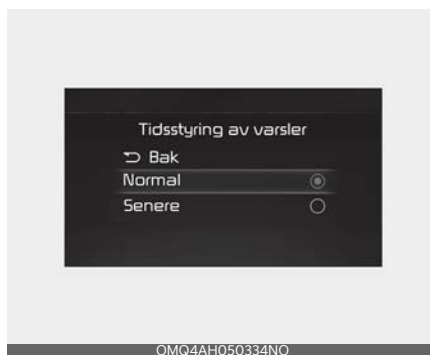 Tidsstyring av varsler
⮌ Bak
Normal
Senere
OMQ4AH050334NO